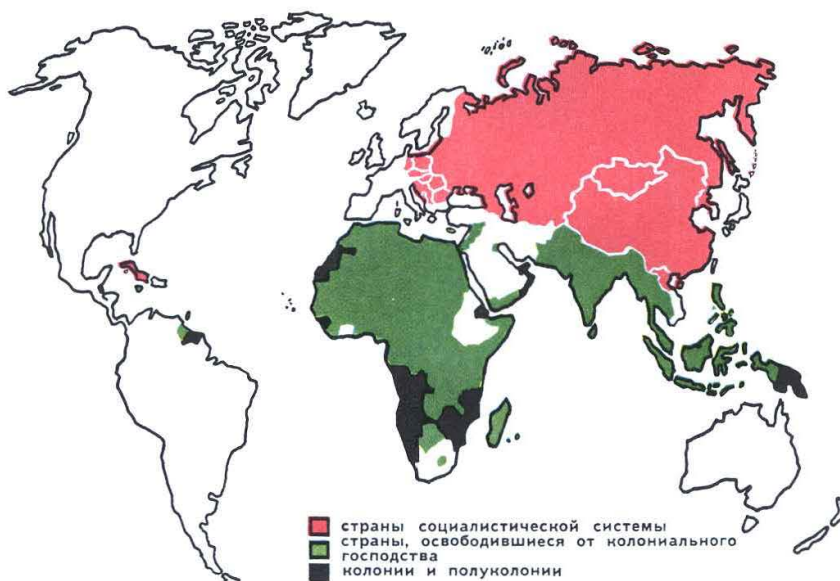 страны социалистической системы
страны, освободившиеся от колониального
господства
колонии и полуколонии